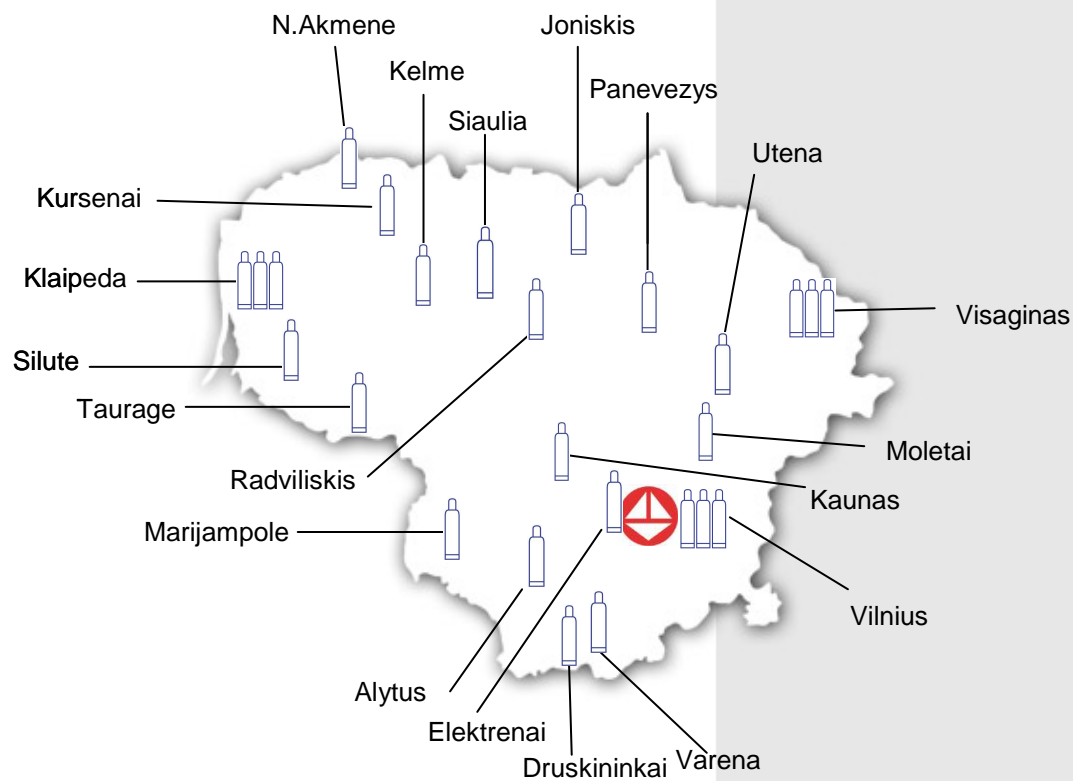 N.Akmene
Joniskis
Kelme
Panevezys
Siaulia
Utena
Kursenai
Klaipeda
Visaginas
Silute
Taurage
Moletai
Radviliskis
Kaunas
Marijampole
Vilnius
Alytus
Elektrenai
Varena
Druskininkai